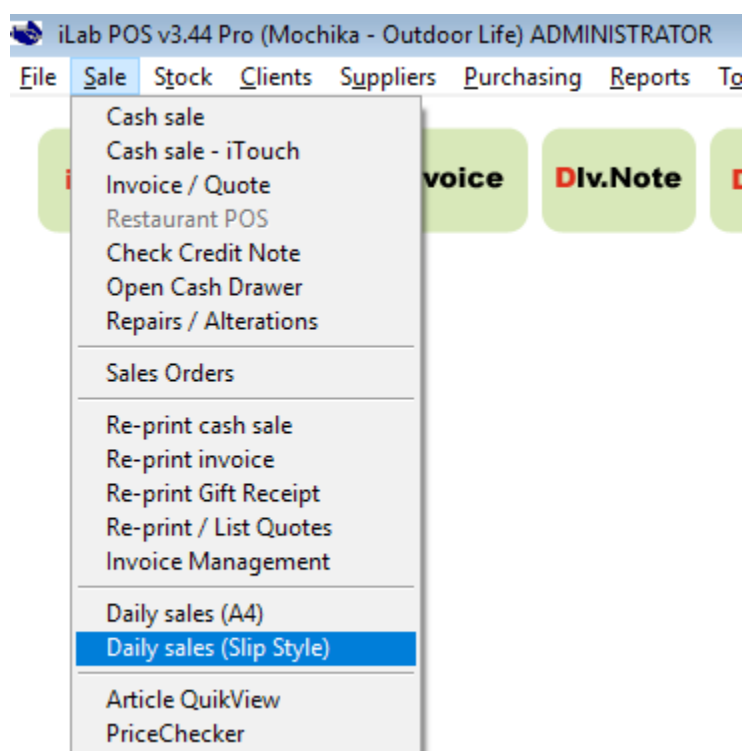 iLab POS v3.44 Pro (Mochika - Outdoor Life) ADMINISTRATOR
File Sale Stock Clients Suppliers Purchasing Reports
voice Dlv.Note
Cash sale
Cash sale - iTouch
Invoice / Quote
Restaurant POS
Check Credit Note
Open Cash Drawer
Repairs / Alterations
Sales Orders
Re-print cash sale
Re-print invoice
Re-print Gift Receipt
Re-print / List Quotes
Invoice Management
Daily sales (A4)
Daily sales (Slip Style)
Article QuikView
PriceChecker